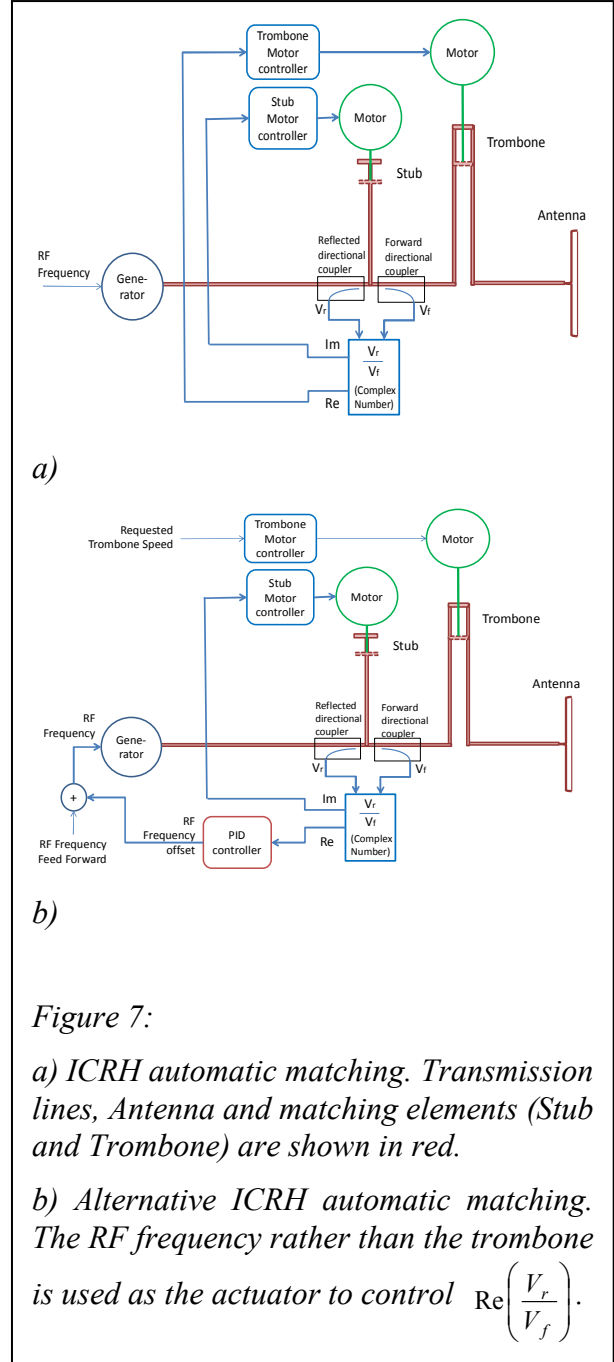 Trombone
Motor
controller
Motor
Stub
Motor
controller
Motor
Trombone
Stub
Antenna
RF
Frequency
Gene-
rator
Reflected
directional
coupler
Forward
directional
coupler
Vr
Vf
Im
Vr
Vf
(Complex
Number)
Re
a)
Requested
Trombone Speed
Trombone
Motor
controller
Motor
Stub
Motor
controller
Motor
Trombone
Stub
Antenna
RF
Frequency
Gene-
rator
Reflected
directional
coupler
Forward
directional
coupler
Vr
Vf
+
RF
Frequency
offset
PID
controller
Im
Vr
Vf
(Complex
Number)
Re
RF Frequency
Feed Forward
b)
Figure 7:
a) ICRH automatic matching. Transmission
lines, Antenna and matching elements (Stub
and Trombone) are shown in red.
b) Alternative ICRH automatic matching.
The RF frequency rather than the trombone
is used as the actuator to control Re(V_r/V_f).